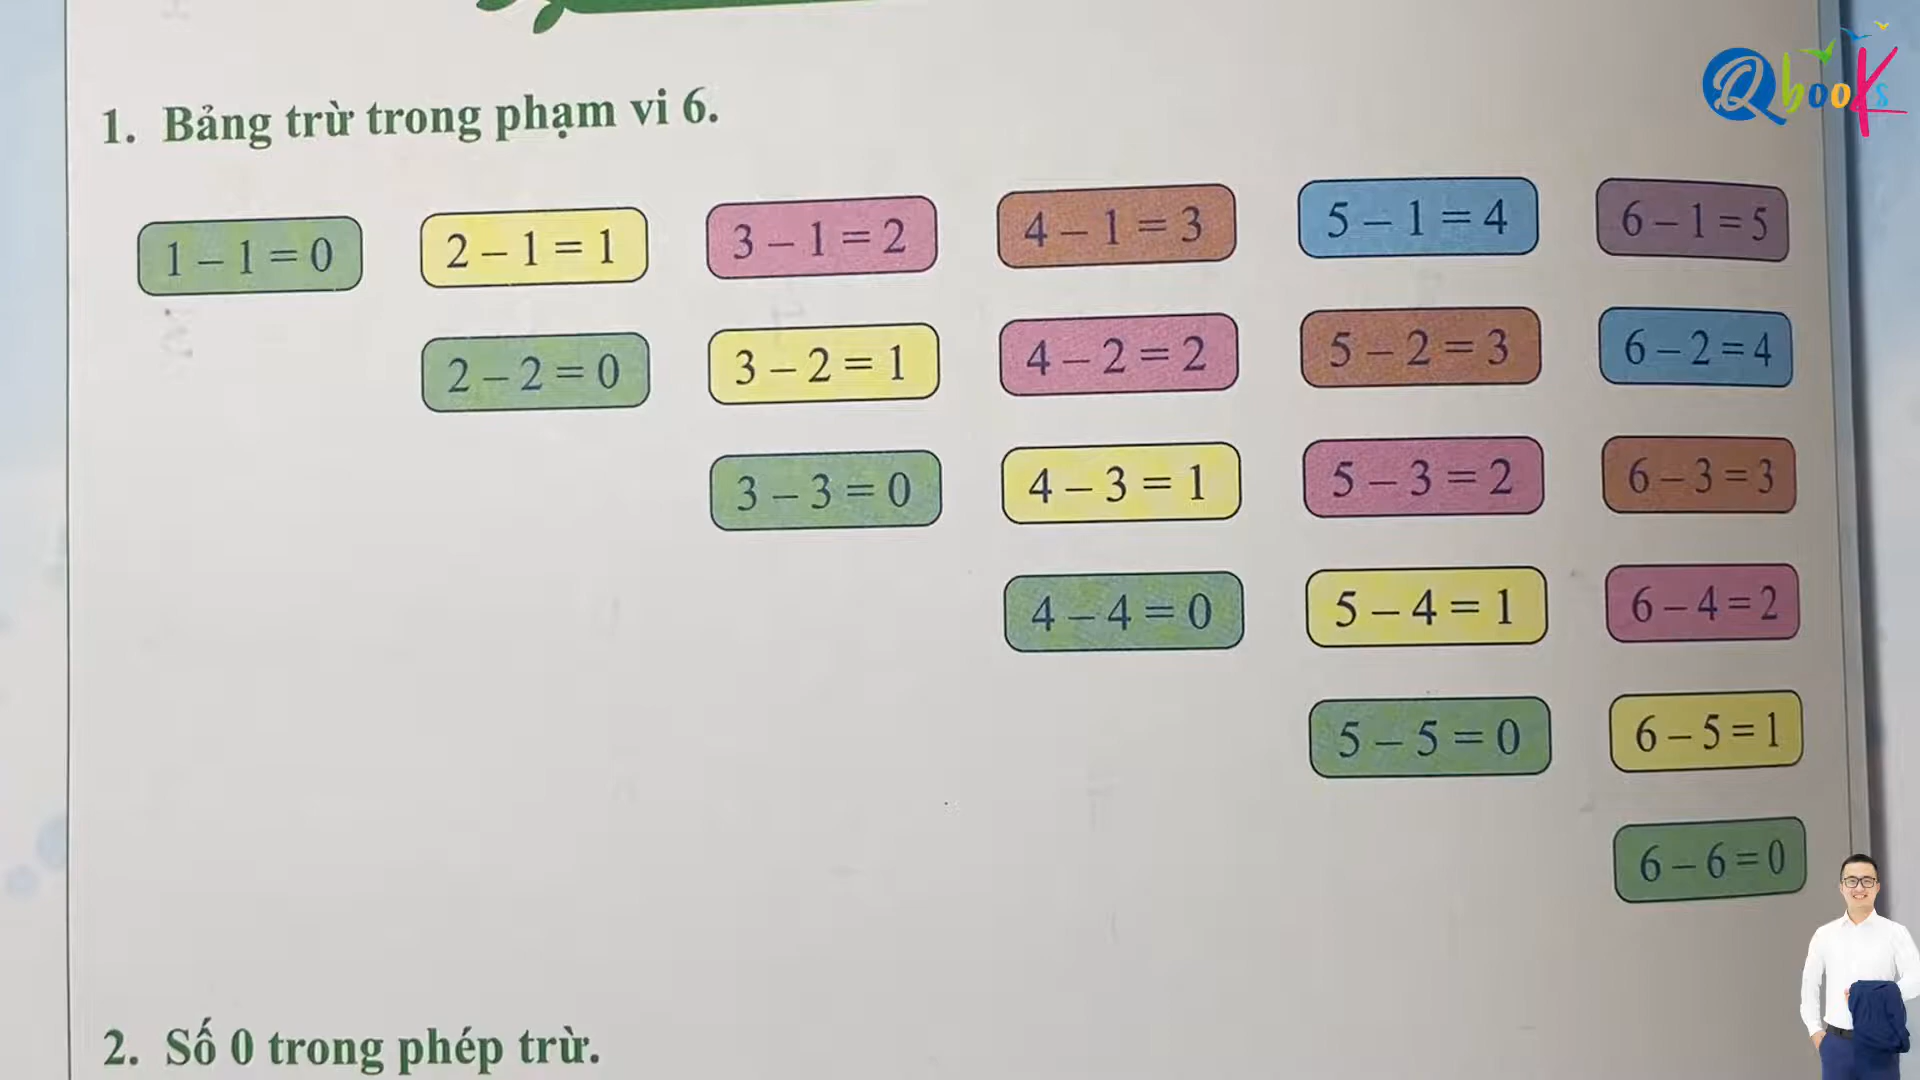 Qbooks
1. Bảng trừ trong phạm vi 6.
1 – 1 = 0 2 – 1 = 1 3 – 1 = 2 4 – 1 = 3 5 – 1 = 4 6 – 1 = 5
2 – 2 = 0 3 – 2 = 1 4 – 2 = 2 5 – 2 = 3 6 – 2 = 4
3 – 3 = 0 4 – 3 = 1 5 – 3 = 2 6 – 3 = 3
4 – 4 = 0 5 – 4 = 1 6 – 4 = 2
5 – 5 = 0 6 – 5 = 1
6 – 6 = 0
2. Số 0 trong phép trừ.